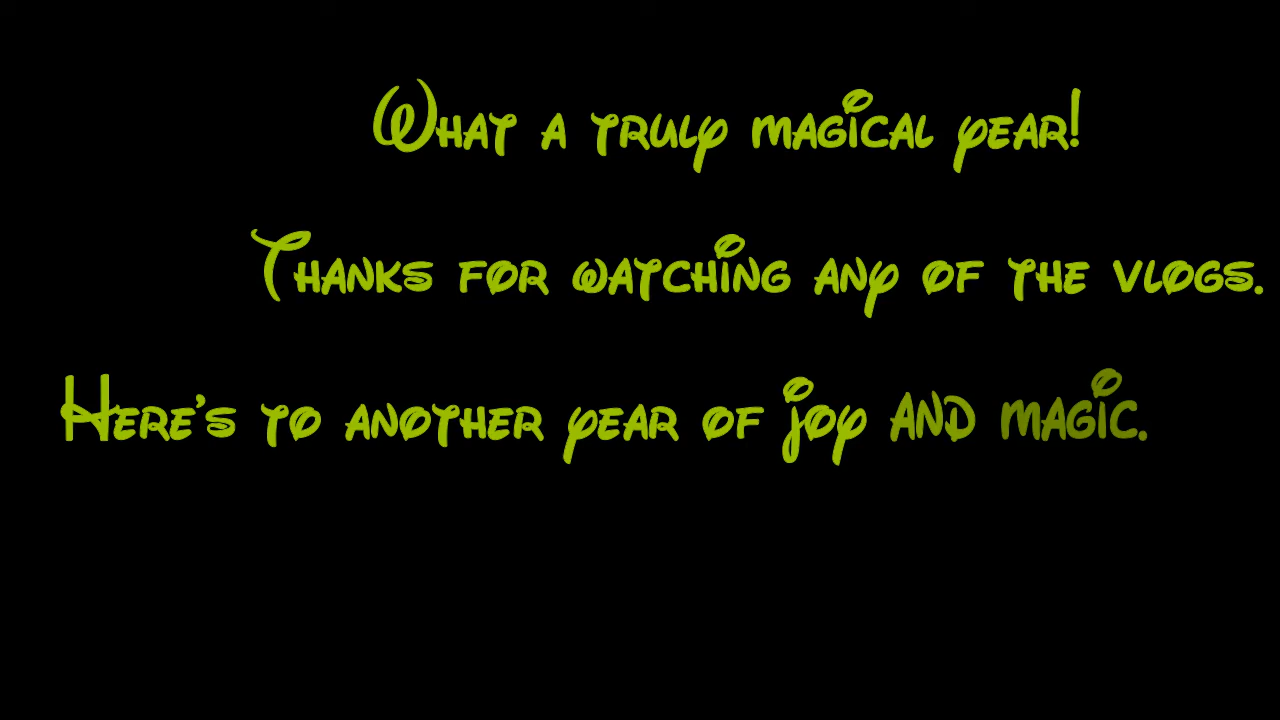 What a truly magical year!
Thanks for watching any of the vlogs.
Here's to another year of joy and magic.